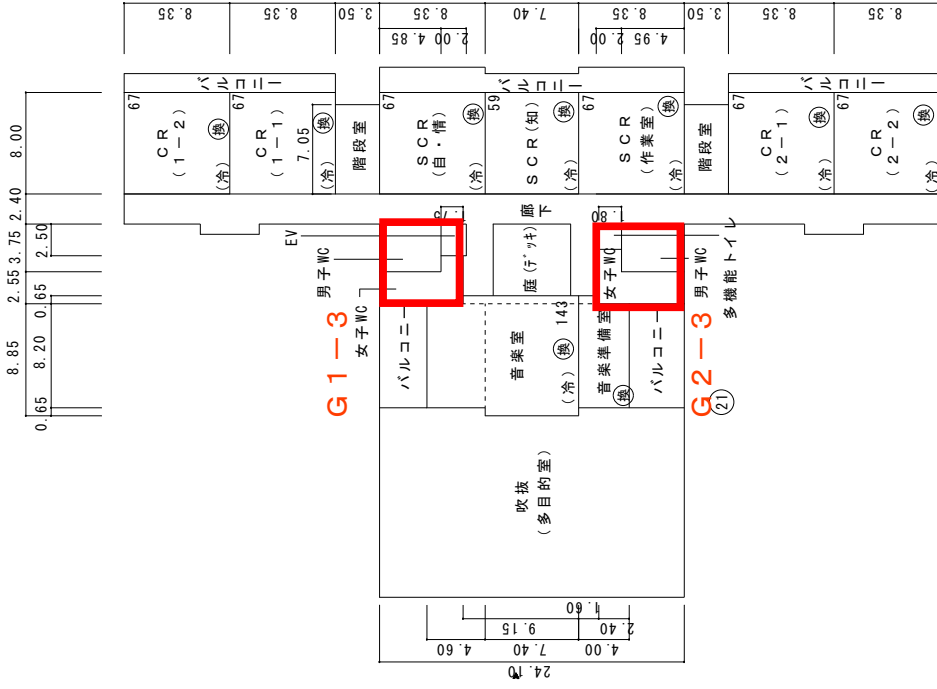 8.35
8.35
3.50
8.35
7.40
8.35
3.50
8.35
8.35
4.85
2.00
2.00
4.95
バルコニー
バルコニー
バルコニー
67
CR
(1-2)
(冷)
換
67
CR
(1-1)
(冷)
換
7.05
階段室
67
SCR
(自・情)
(冷)
換
59
SCR(知)
(冷)
換
67
SCR
(作業室)
(冷)
換
階段室
67
CR
(2-1)
(冷)
換
67
CR
(2-2)
(冷)
換
8.00
2.40
3.75
2.50
2.55
0.65
8.85
8.20
0.65
廊下
1.75
1.80
EV
男子WC
女子WC
庭(デッキ)
女子WC
男子WC
多機能トイレ
G1-3
G2-3
21
バルコニー
音楽室
(冷)
換
143
音楽準備室
換
バルコニー
吹抜
(多目的室)
1.60
9.15
2.40
4.60
7.40
4.00
24.10